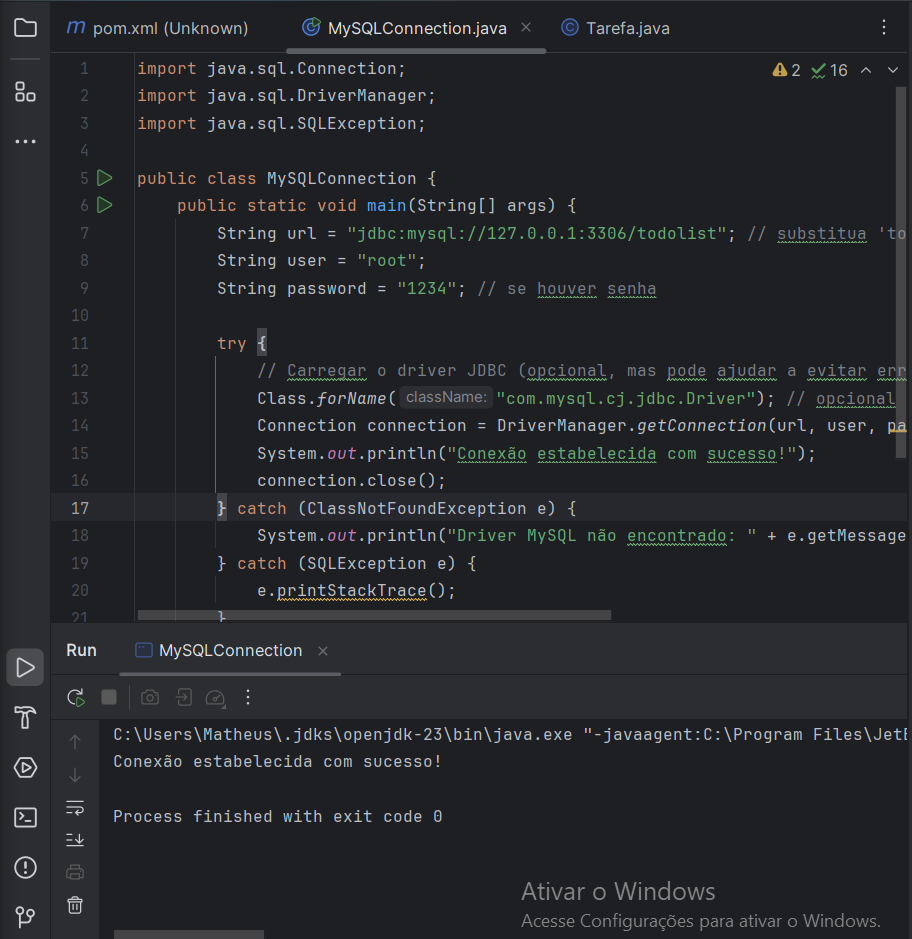 pom.xml (Unknown) MySQLConnection.java Tarefa.java
2 16
1 import java.sql.Connection;
2 import java.sql.DriverManager;
3 import java.sql.SQLException;
4
5 public class MySQLConnection {
6 public static void main(String[] args) {
7 String url = "jdbc:mysql://127.0.0.1:3306/todolist"; // substitua 'to
8 String user = "root";
9 String password = "1234"; // se houver senha
10
11 try {
12 // Carregar o driver JDBC (opcional, mas pode ajudar a evitar err
13 Class.forName( className: "com.mysql.cj.jdbc.Driver"); // opcional
14 Connection connection = DriverManager.getConnection(url, user, pa
15 System.out.println("Conexão estabelecida com sucesso!");
16 connection.close();
17 } catch (ClassNotFoundException e) {
18 System.out.println("Driver MySQL não encontrado: " + e.getMessage
19 } catch (SQLException e) {
20 e.printStackTrace();
21 }
Run MySQLConnection
C:\Users\Matheus\.jdks\openjdk-23\bin\java.exe "-javaagent:C:\Program Files\JetB
Conexão estabelecida com sucesso!
Process finished with exit code 0
Ativar o Windows
Acesse Configurações para ativar o Windows.